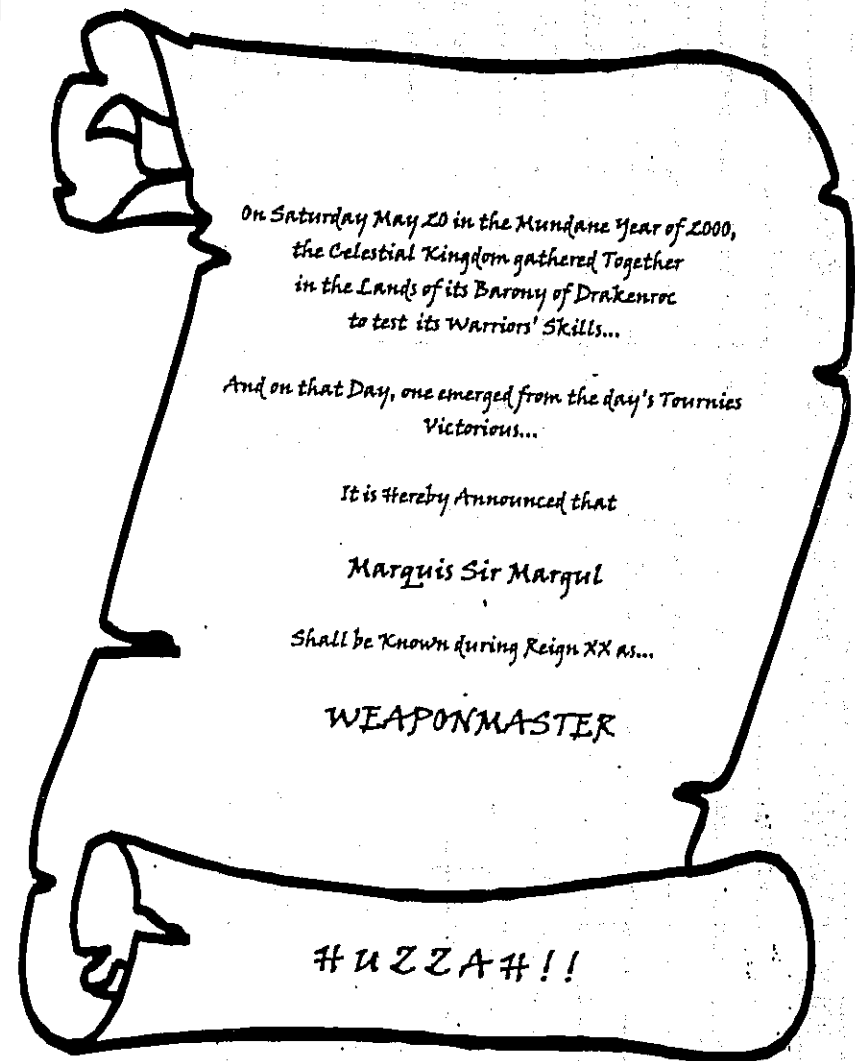 On Saturday May 20 in the Mundane Year of 2000,
the Celestial Kingdom gathered Together
in the Lands of its Barony of Drakenroc
to test its Warriors' Skills...
And on that Day, one emerged from the day's Tournies
Victorious...
It is Hereby Announced that
Marquis Sir Margul
Shall be Known during Reign XX as...
WEAPONMASTER
HUZZAH!!